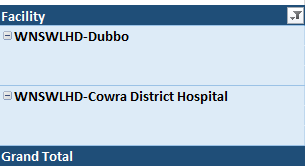 Facility
WNSWLHD-Dubbo
WNSWLHD-Cowra District Hospital
Grand Total